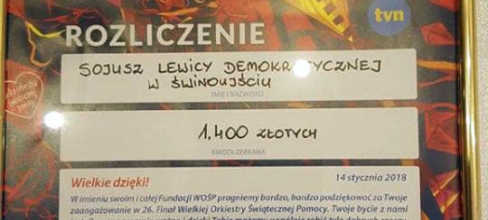 tvn
ROZLICZENIE
SOJUSZ LEWICY DEMOKRATYCZNEJ
W ŚWINOUJŚCIU
IMIĘ I NAZWISKO
1,400 ZŁOTYCH
KWOTA ZEBRANA
Wielkie dzięki!
14 stycznia 2018
W imieniu swoim i całej Fundacji WOŚP pragniemy bardzo, bardzo podziękować za Twoje
zaangażowanie w 26. Finał Wielkiej Orkiestry Świątecznej Pomocy. Twoje bycie z nami